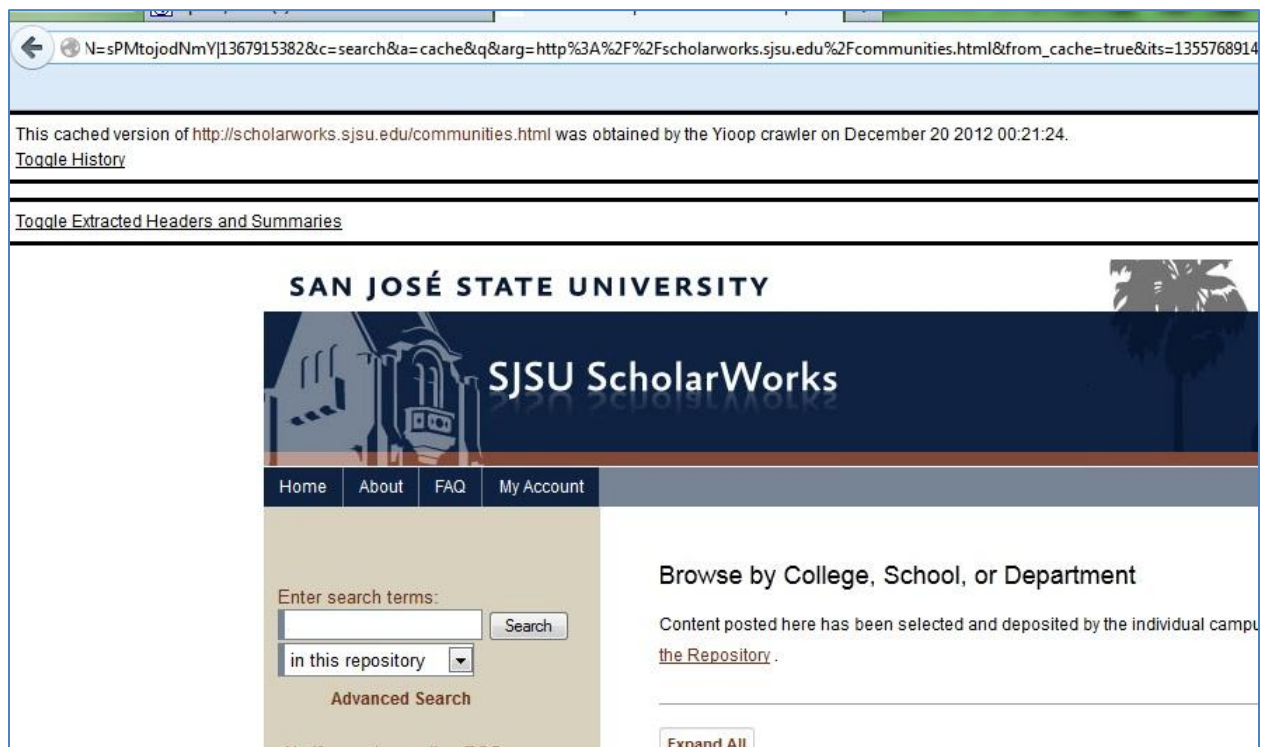 N=sPMtojodNmY|1367915382&c=search&a=cache&q&arg=http%3A%2F%2Fscholarworks.sjsu.edu%2Fcommunities.html&from_cache=true&its=1355768914
This cached version of http://scholarworks.sjsu.edu/communities.html was obtained by the Yioop crawler on December 20 2012 00:21:24.
Toggle History
Toggle Extracted Headers and Summaries
SAN JOSÉ STATE UNIVERSITY
SJSU ScholarWorks
Home About FAQ My Account
Enter search terms:
Search
in this repository
Advanced Search
Browse by College, School, or Department
Content posted here has been selected and deposited by the individual campu
the Repository .
Expand All